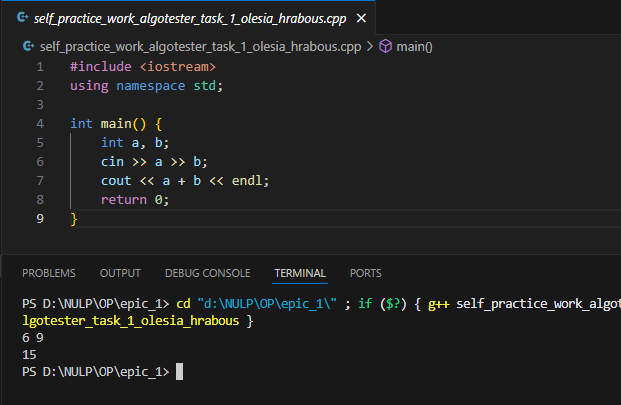 self_practice_work_algotester_task_1_olesia_hrabous.cpp ×
self_practice_work_algotester_task_1_olesia_hrabous.cpp > main()
1 #include <iostream>
2 using namespace std;
3
4 int main() {
5 int a, b;
6 cin >> a >> b;
7 cout << a + b << endl;
8 return 0;
9 }
PROBLEMS OUTPUT DEBUG CONSOLE TERMINAL PORTS
PS D:\NULP\OP\epic_1> cd "d:\NULP\OP\epic_1\" ; if ($?) { g++ self_practice_work_algot
lgotester_task_1_olesia_hrabous }
6 9
15
PS D:\NULP\OP\epic_1>